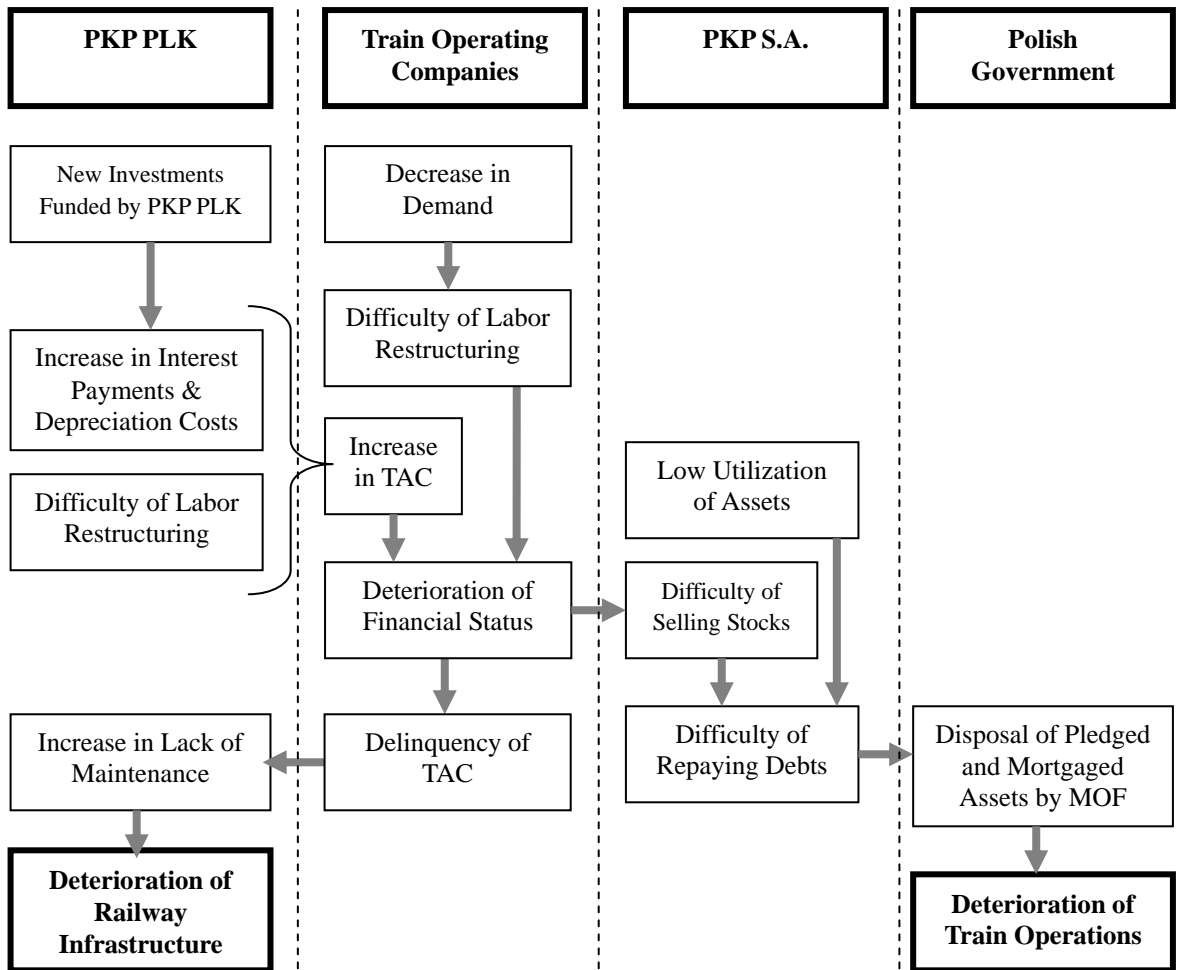 PKP PLK
Train Operating
Companies
PKP S.A.
Polish
Government
New Investments
Funded by PKP PLK
Decrease in
Demand
Difficulty of Labor
Restructuring
Increase in Interest
Payments &
Depreciation Costs
Increase
in TAC
Low Utilization
of Assets
Difficulty of Labor
Restructuring
Deterioration of
Financial Status
Difficulty of
Selling Stocks
Increase in Lack of
Maintenance
Delinquency of
TAC
Difficulty of
Repaying Debts
Disposal of Pledged
and Mortgaged
Assets by MOF
Deterioration of
Railway
Infrastructure
Deterioration of
Train Operations